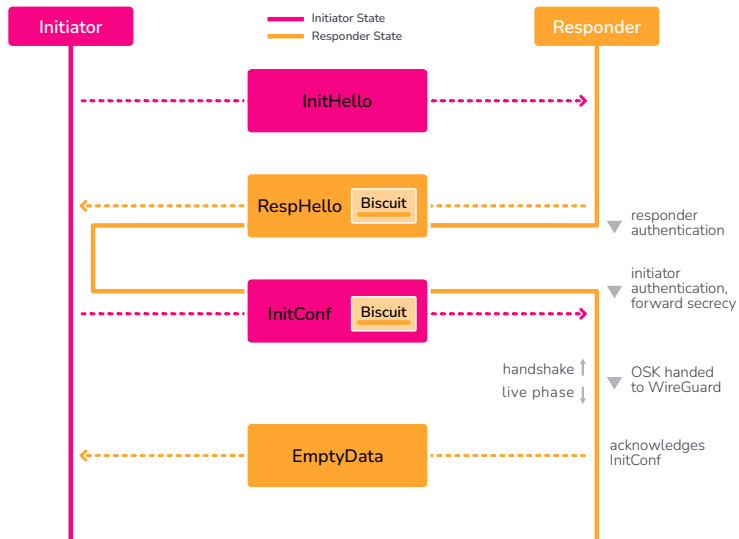 Initiator
Initiator State
Responder State
Responder
InitHello
RespHello
Biscuit
responder
authentication
initiator
authentication,
forward secrecy
InitConf
Biscuit
handshake
live phase
OSK handed
to WireGuard
EmptyData
acknowledges
InitConf